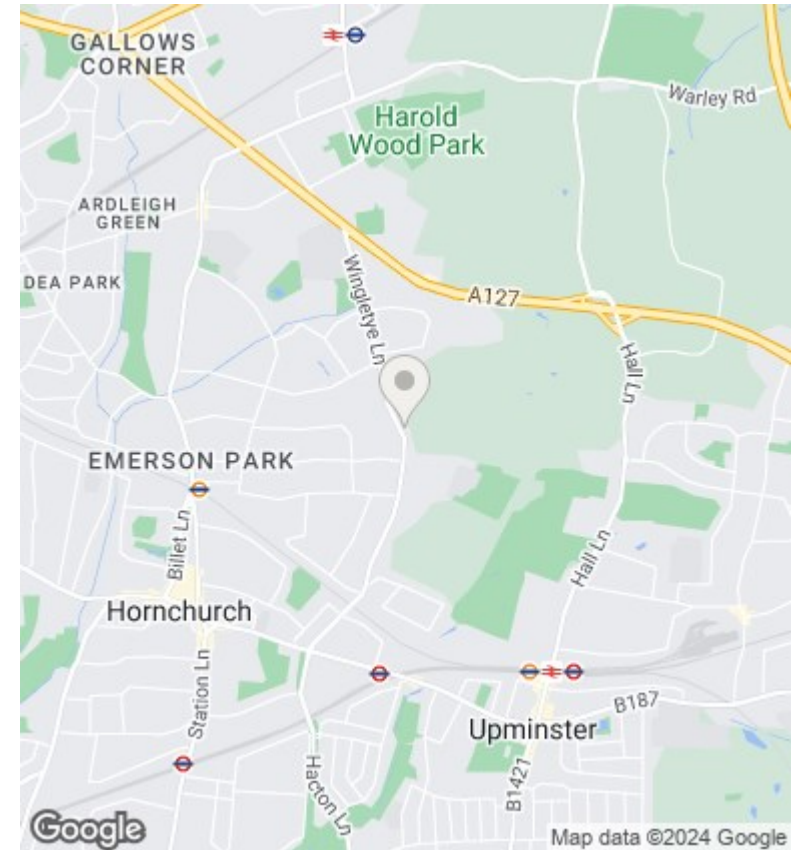 GALLOWS
CORNER
Warley Rd
Harold
Wood Park
ARDLEIGH
GREEN
DEA PARK
Wingletye Ln
A127
Hall Ln
EMERSON PARK
Billet Ln
Hall Ln
Hornchurch
Station Ln
B187
Upminster
Hacton Ln
B1421
Google
Map data ©2024 Google